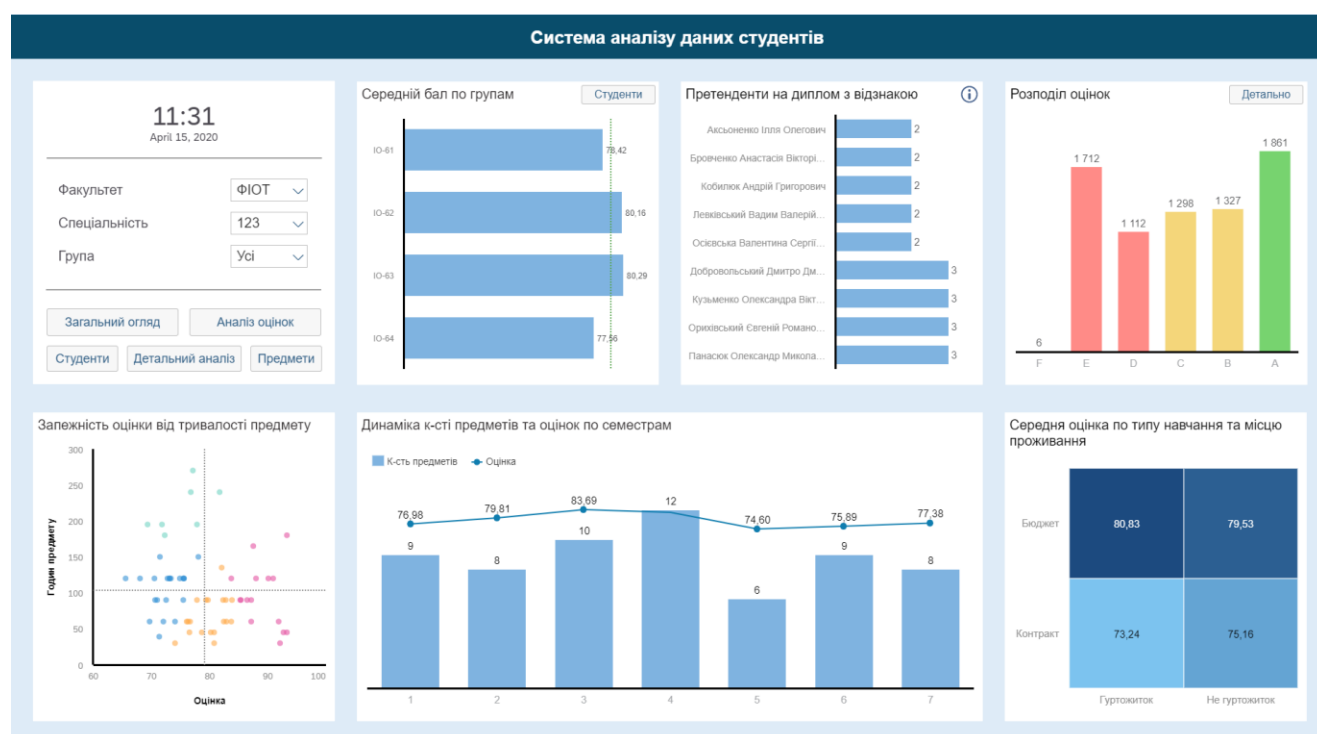 Система аналізу даних студентів
11:31
April 15, 2020
Факультет ФІОТ
Спеціальність 123
Група Усі
Загальний огляд Аналіз оцінок
Студенти Детальний аналіз Предмети
Середній бал по групам Студенти
ІО-61 78,42
ІО-62 80,16
ІО-63 80,29
ІО-64 77,56
Претенденти на диплом з відзнакою
Аксьоненко Ілля Олегович 2
Бровченко Анастасія Вікторі... 2
Кобилюк Андрій Григорович 2
Левківський Вадим Валерій... 2
Осієвська Валентина Сергії... 2
Добровольський Дмитро Дм... 3
Кузьменко Олександра Вікт... 3
Орихівський Євгеній Романо... 3
Панасюк Олександр Микола... 3
Розподіл оцінок Детально
6 1 712 1 112 1 298 1 327 1 861
F E D C B A
Залежність оцінки від тривалості предмету
Годин предмету
300
250
200
150
100
50
0
60 70 80 90 100
Оцінка
Динаміка к-сті предметів та оцінок по семестрам
К-сть предметів Оцінка
76,98 79,81 83,69 74,60 75,89 77,38
9 8 10 12 6 9 8
1 2 3 4 5 6 7
Середня оцінка по типу навчання та місцю
проживання
Бюджет 80,83 79,53
Контракт 73,24 75,16
Гуртожиток Не гуртожиток